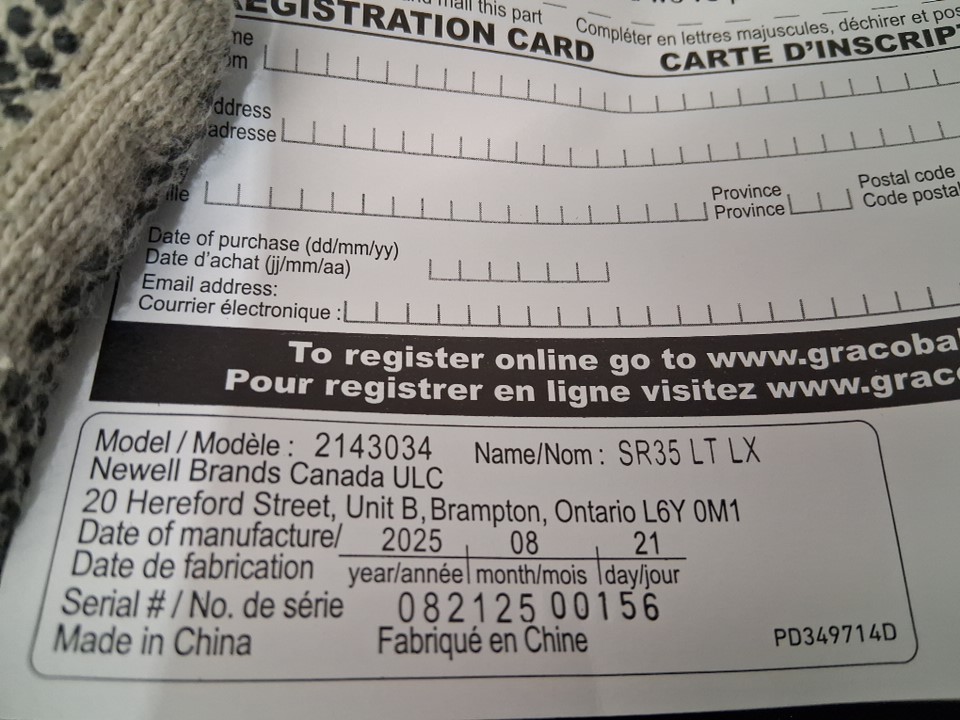 mail this part
Compléter en lettres majuscules, déchirer et
REGISTRATION CARD
CARTE D'INSCRIPT
ddress
adresse
Province
Province
Postal code
Code postal
Date of purchase (dd/mm/yy)
Date d'achat (jj/mm/aa)
Email address:
Courrier électronique :
To register online go to www.gracoba
Pour registrer en ligne visitez www.grac
Model / Modèle : 2143034 Name/Nom : SR35 LT LX
Newell Brands Canada ULC
20 Hereford Street, Unit B, Brampton, Ontario L6Y 0M1
Date of manufacture/ 2025 08 21
Date de fabrication year/année month/mois day/jour
Serial # / No. de série 082125 00156
Made in China Fabriqué en Chine PD349714D